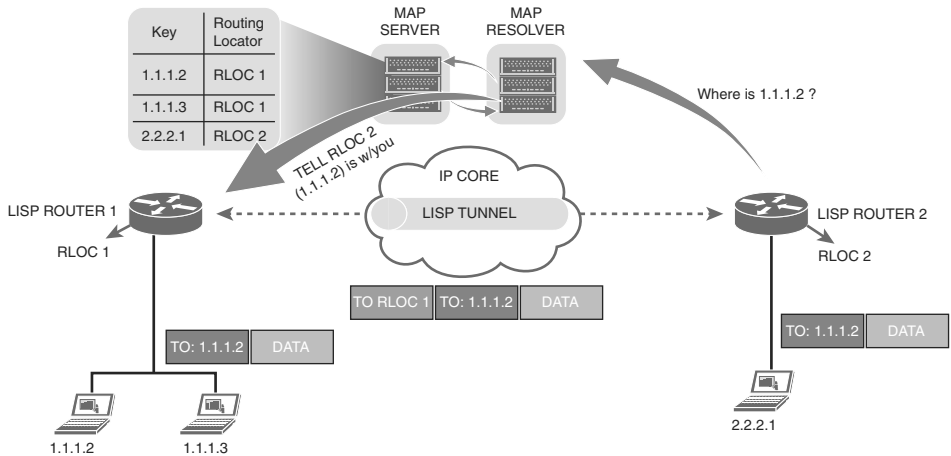 MAP
SERVER
MAP
RESOLVER
Key
Routing
Locator
1.1.1.2
RLOC 1
1.1.1.3
RLOC 1
2.2.2.1
RLOC 2
Where is 1.1.1.2 ?
TELL RLOC 2
(1.1.1.2) is w/you
IP CORE
LISP TUNNEL
LISP ROUTER 1
RLOC 1
LISP ROUTER 2
RLOC 2
TO RLOC 1
TO: 1.1.1.2
DATA
TO: 1.1.1.2
DATA
TO: 1.1.1.2
DATA
1.1.1.2
1.1.1.3
2.2.2.1